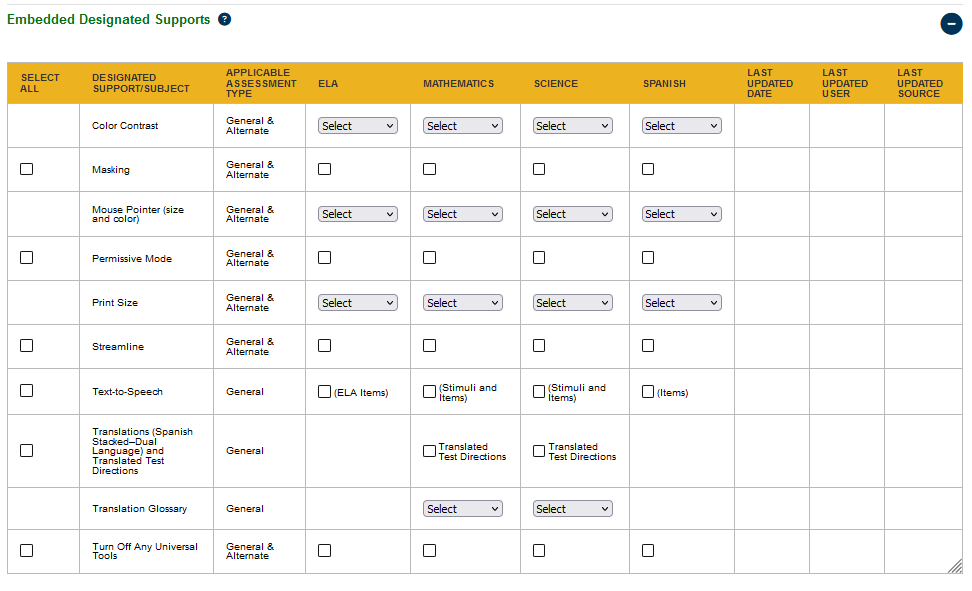 Embedded Designated Supports ?
SELECT ALL
DESIGNATED SUPPORT/SUBJECT
APPLICABLE ASSESSMENT TYPE
ELA
MATHEMATICS
SCIENCE
SPANISH
LAST UPDATED DATE
LAST UPDATED USER
LAST UPDATED SOURCE
Color Contrast
General & Alternate
Select
Select
Select
Select
Masking
General & Alternate
Mouse Pointer (size and color)
General & Alternate
Select
Select
Select
Select
Permissive Mode
General & Alternate
Print Size
General & Alternate
Select
Select
Select
Select
Streamline
General & Alternate
Text-to-Speech
General
(ELA Items)
(Stimuli and Items)
(Stimuli and Items)
(Items)
Translations (Spanish Stacked–Dual Language) and Translated Test Directions
General
Translated Test Directions
Translated Test Directions
Translation Glossary
General
Select
Select
Turn Off Any Universal Tools
General & Alternate